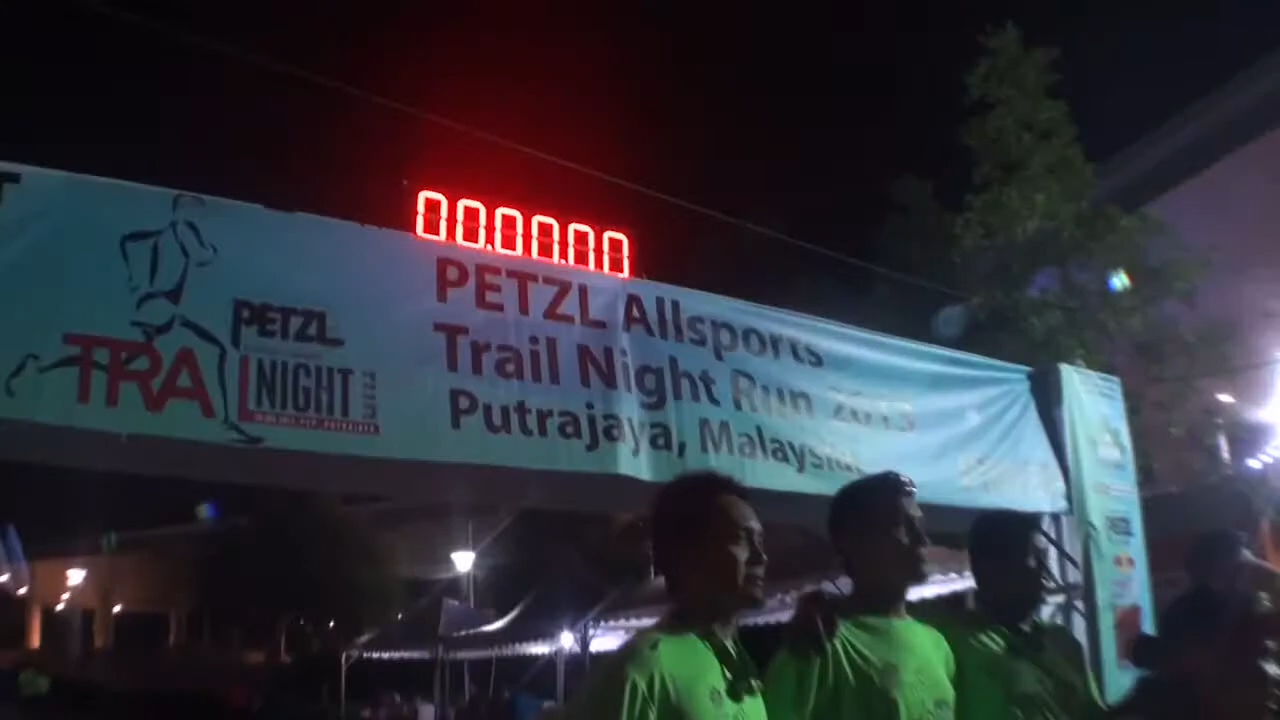 00.00.00
PETZL Allsports
Trail Night Run 2013
Putrajaya, Malaysia
PETZL
TRAIL NIGHT